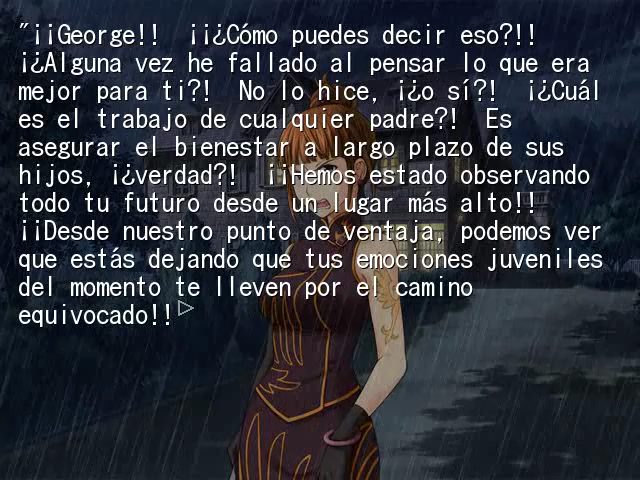 "¡¡George!!  ¡¡¿Cómo puedes decir eso?!!
¡¿Alguna vez he fallado al pensar lo que era
mejor para ti?!  No lo hice, ¡¿o sí?!  ¡¿Cuál
es el trabajo de cualquier padre?!  Es
asegurar el bienestar a largo plazo de sus
hijos, ¡¿verdad?!  ¡¡Hemos estado observando
todo tu futuro desde un lugar más alto!!
¡¡Desde nuestro punto de ventaja, podemos ver
que estás dejando que tus emociones juveniles
del momento te lleven por el camino
equivocado!!